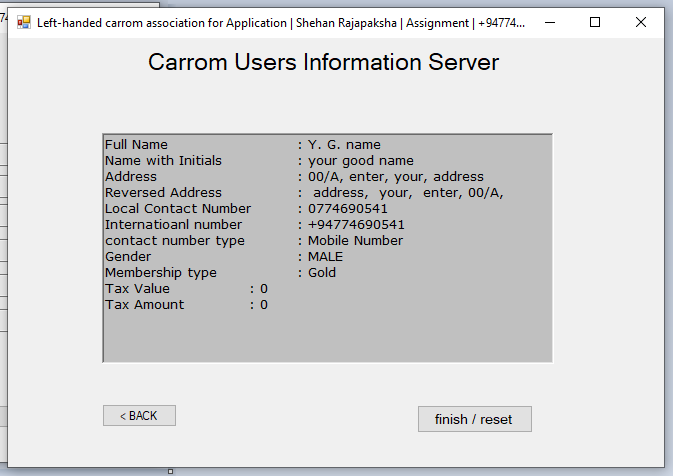 Left-handed carrom association for Application | Shehan Rajapaksha | Assignment | +94774...
Carrom Users Information Server
Full Name : Y. G. name
Name with Initials : your good name
Address : 00/A, enter, your, address
Reversed Address : address, your, enter, 00/A,
Local Contact Number : 0774690541
Internatioanl number : +94774690541
contact number type : Mobile Number
Gender : MALE
Membership type : Gold
Tax Value : 0
Tax Amount : 0
< BACK
finish / reset